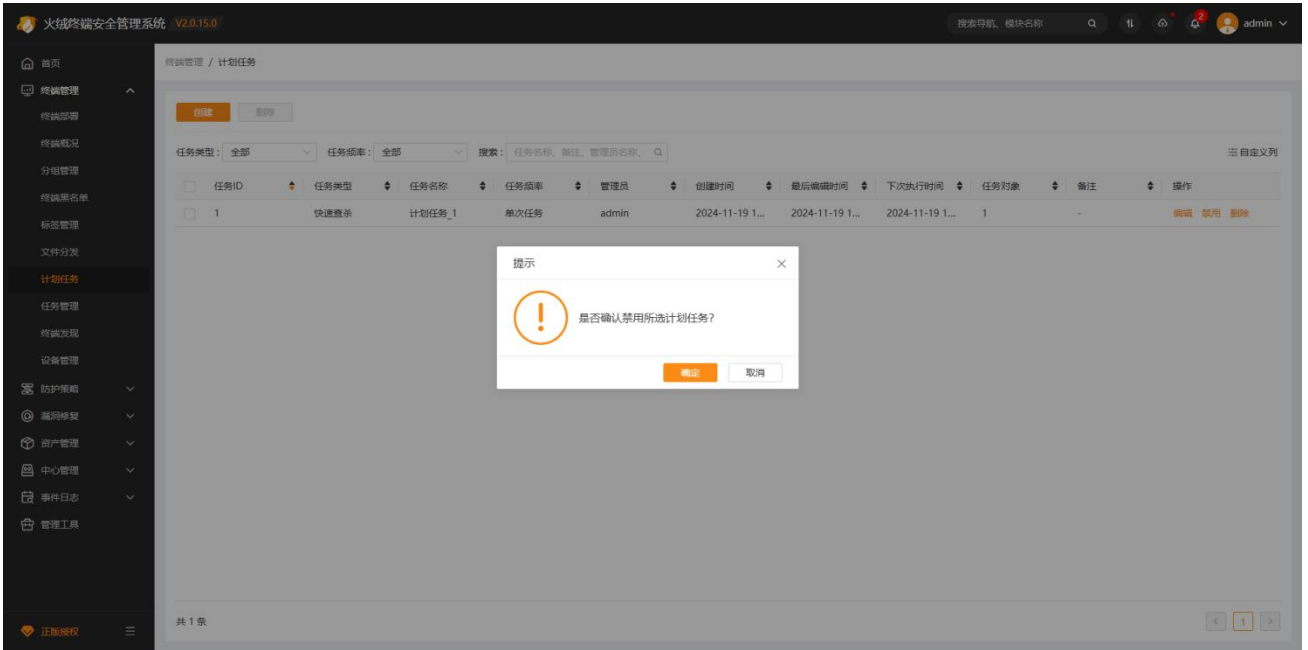 火绒终端安全管理系统 V2.0.15.0 搜索导航、模块名称 2 admin
首页
终端管理 / 计划任务
终端管理
终端部署
终端概况
分组管理
终端黑名单
标签管理
文件分发
计划任务
任务管理
终端发现
设备管理
防护策略
漏洞修复
资产管理
中心管理
事件日志
管理工具
正版授权
创建 删除
任务类型: 全部 任务频率: 全部 搜索: 任务名称、备注、管理员名称、 自定义列
任务ID 任务类型 任务名称 任务频率 管理员 创建时间 最后编辑时间 下次执行时间 任务对象 备注 操作
1 快速查杀 计划任务_1 单次任务 admin 2024-11-19 1... 2024-11-19 1... 2024-11-19 1... 1 - 编辑 禁用 删除
提示
是否确认禁用所选计划任务?
确定 取消
共 1 条 1